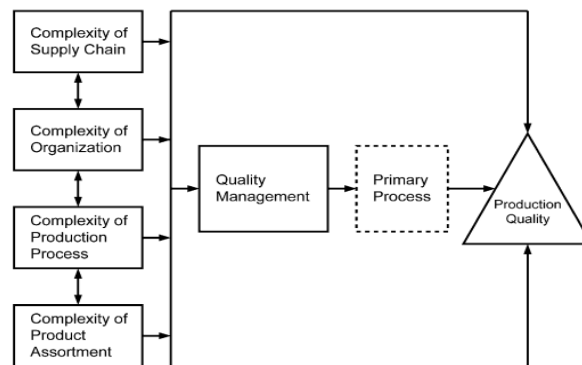 Complexity of
Supply Chain
Complexity of
Organization
Quality
Management
Primary
Process
Production
Quality
Complexity of
Production
Process
Complexity of
Product
Assortment